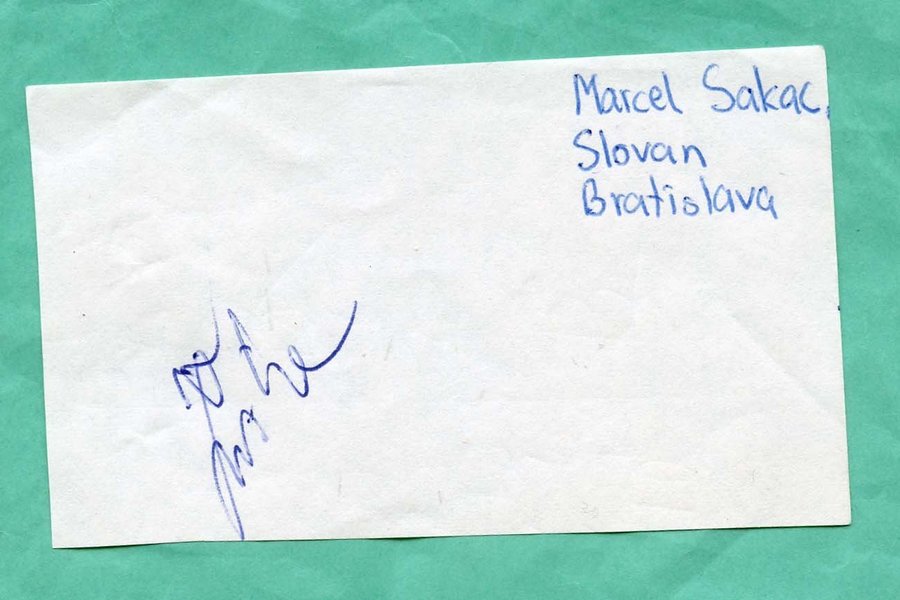 Marcel Sakac,
Slovan
Bratislava